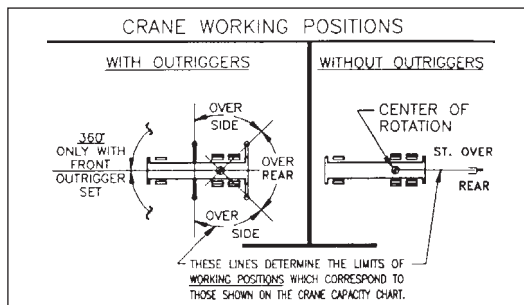 CRANE WORKING POSITIONS
WITH OUTRIGGERS
WITHOUT OUTRIGGERS
OVER
SIDE
360°
ONLY WITH
FRONT
OUTRIGGER
SET
OVER
REAR
OVER
SIDE
CENTER OF
ROTATION
ST. OVER
REAR
THESE LINES DETERMINE THE LIMITS OF
WORKING POSITIONS WHICH CORRESPOND TO
THOSE SHOWN ON THE CRANE CAPACITY CHART.